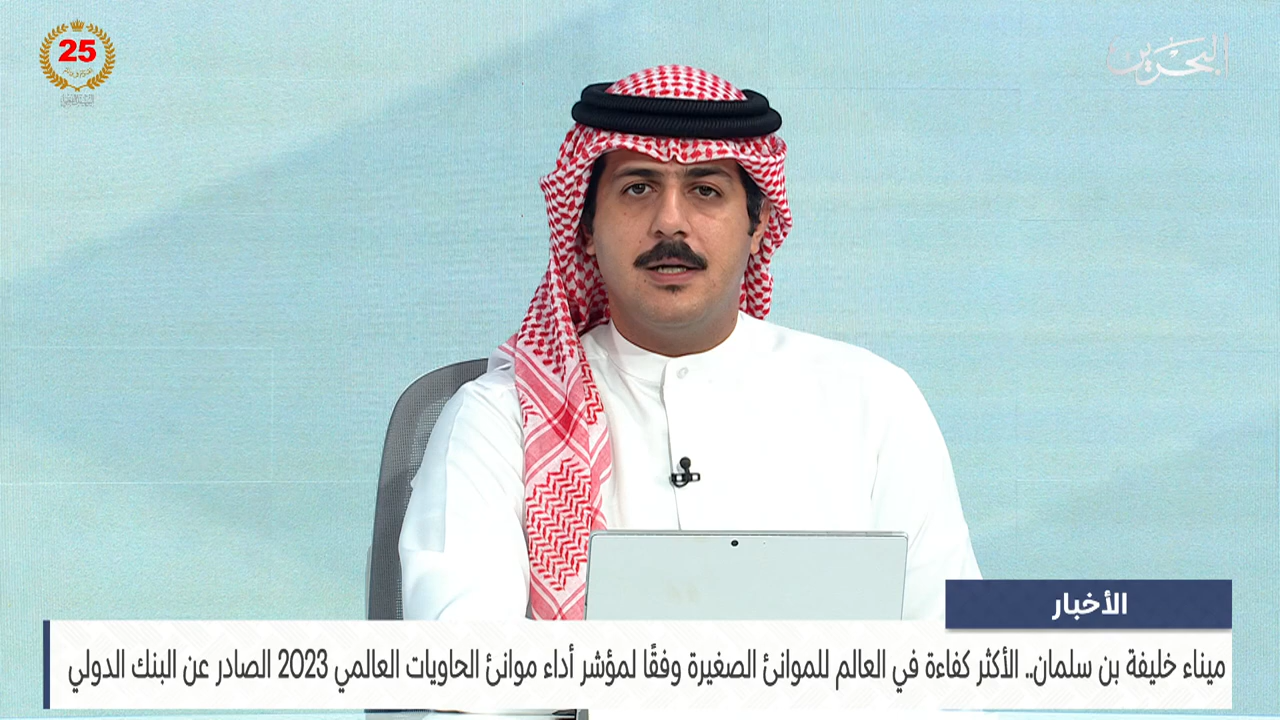 25
البحرين
الأخبار
ميناء خليفة بن سلمان.. الأكثر كفاءة في العالم للموانئ الصغيرة وفقًا لمؤشر أداء موانئ الحاويات العالمي 2023 الصادر عن البنك الدولي